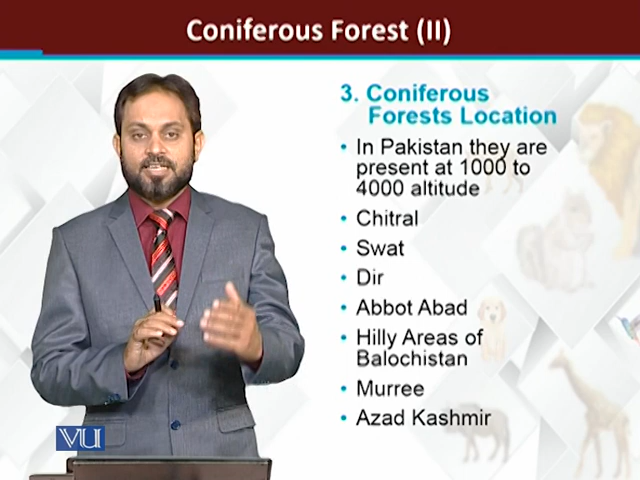 Coniferous Forest (II)
3. Coniferous
Forests Location
• In Pakistan they are
present at 1000 to
4000 altitude
• Chitral
• Swat
• Dir
• Abbot Abad
• Hilly Areas of
Balochistan
• Murree
• Azad Kashmir
VU